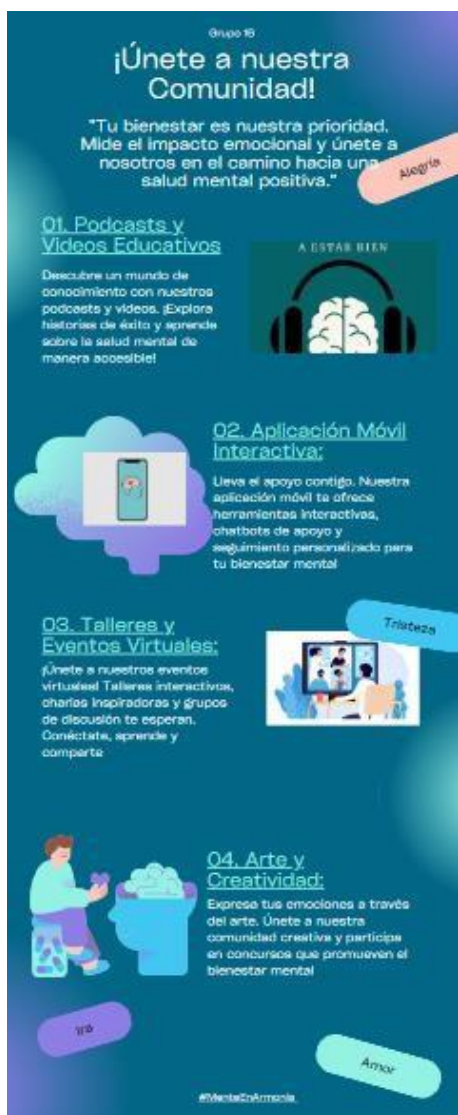 Grupo 16
¡Únete a nuestra
Comunidad!
"Tu bienestar es nuestra prioridad.
Mide el impacto emocional y únete a
nosotros en el camino hacia una
salud mental positiva."
Alegría
01. Podcasts y
Videos Educativos
Descubre un mundo de
conocimiento con nuestros
podcasts y videos. ¡Explora
historias de éxito y aprende
sobre la salud mental de
manera accesible!
A ESTAR BIEN
02. Aplicación Móvil
Interactiva:
Lleva el apoyo contigo. Nuestra
aplicación móvil te ofrece
herramientas interactivas,
chatbots de apoyo y
seguimiento personalizado para
tu bienestar mental
Tristeza
03. Talleres y
Eventos Virtuales:
¡Únete a nuestros eventos
virtuales! Talleres interactivos,
charlas inspiradoras y grupos
de discusión te esperan.
Conéctate, aprende y
comparte
04. Arte y
Creatividad:
Expresa tus emociones a través
del arte. Únete a nuestra
comunidad creativa y participa
en concursos que promueven el
bienestar mental
Ira
Amor
#MenteEnArmonía